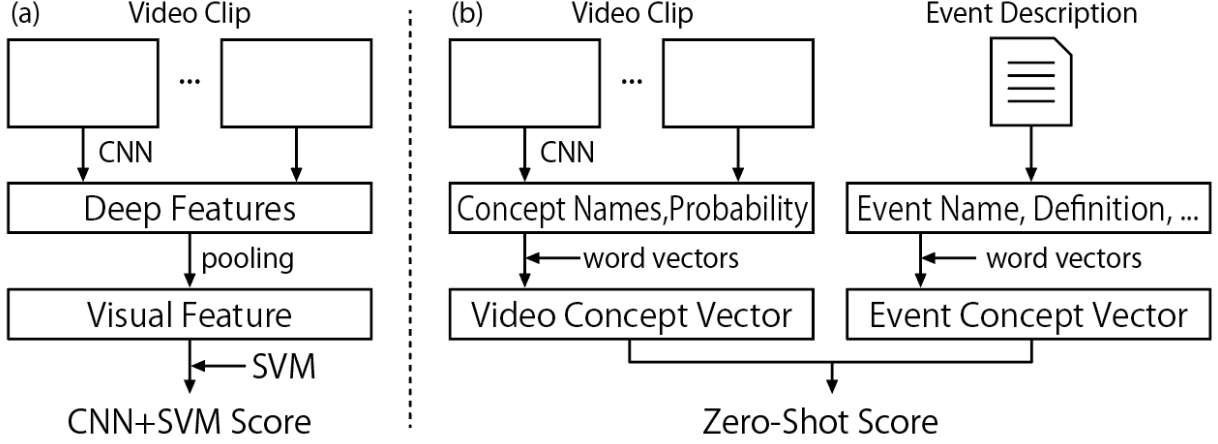 (a)
Video Clip
...
CNN
Deep Features
pooling
Visual Feature
SVM
CNN+SVM Score
(b)
Video Clip
Event Description
...
CNN
Concept Names,Probability
Event Name, Definition, ...
word vectors
word vectors
Video Concept Vector
Event Concept Vector
Zero-Shot Score